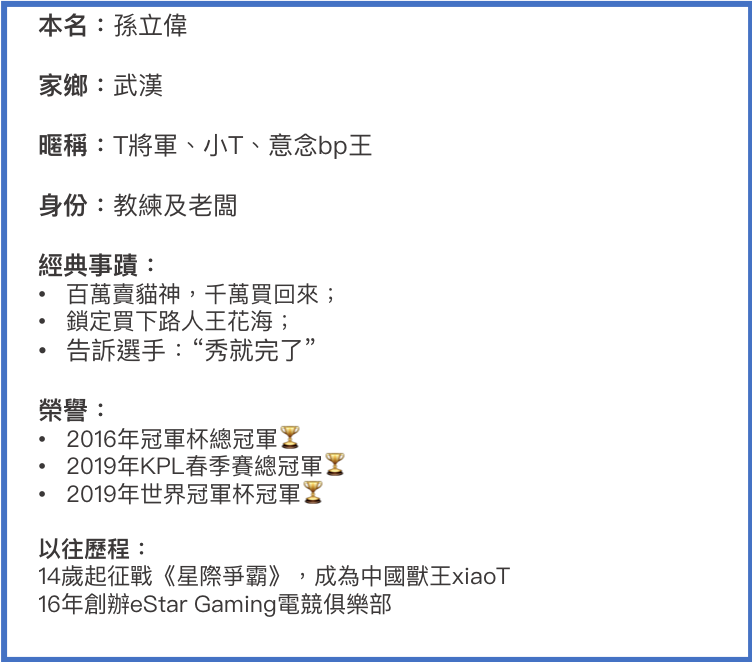 本名：孫立偉
家鄉：武漢
暱稱：T將軍、小T、意念bp王
身份：教練及老闆
經典事蹟：
• 百萬賣貓神，千萬買回來；
• 鎖定買下路人王花海；
• 告訴選手：“秀就完了”
榮譽：
• 2016年冠軍杯總冠軍🏆
• 2019年KPL春季賽總冠軍🏆
• 2019年世界冠軍杯冠軍🏆
以往歷程：
14歲起征戰《星際爭霸》，成為中國獸王xiaoT
16年創辦eStar Gaming電競俱樂部